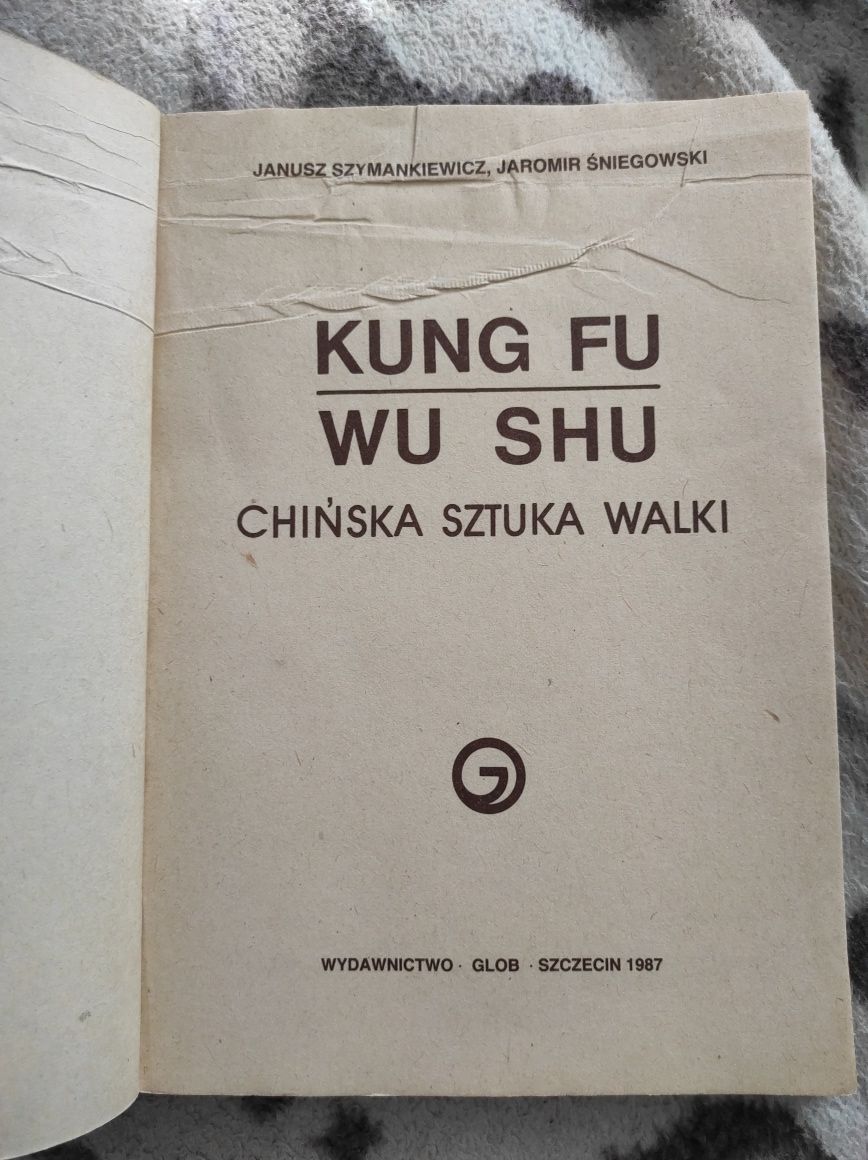 JANUSZ SZYMANKIEWICZ, JAROMIR ŚNIEGOWSKI
KUNG FU
WU SHU
CHIŃSKA SZTUKA WALKI
G
WYDAWNICTWO · GLOB · SZCZECIN 1987